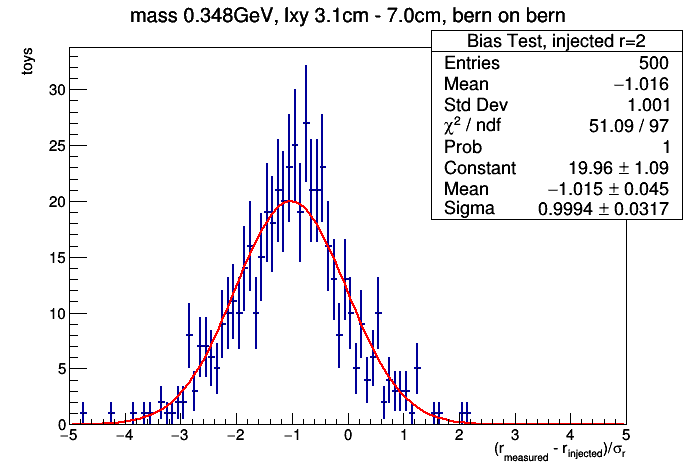 mass 0.348GeV, lxy 3.1cm - 7.0cm, bern on bern
toys
Bias Test, injected r=2
Entries 500
Mean −1.016
Std Dev 1.001
χ² / ndf 51.09 / 97
Prob 1
Constant 19.96 ± 1.09
Mean −1.015 ± 0.045
Sigma 0.9994 ± 0.0317
30
25
20
15
10
5
0
−5 −4 −3 −2 −1 0 1 2 3 4 5
(r_measured - r_injected)/σ_r